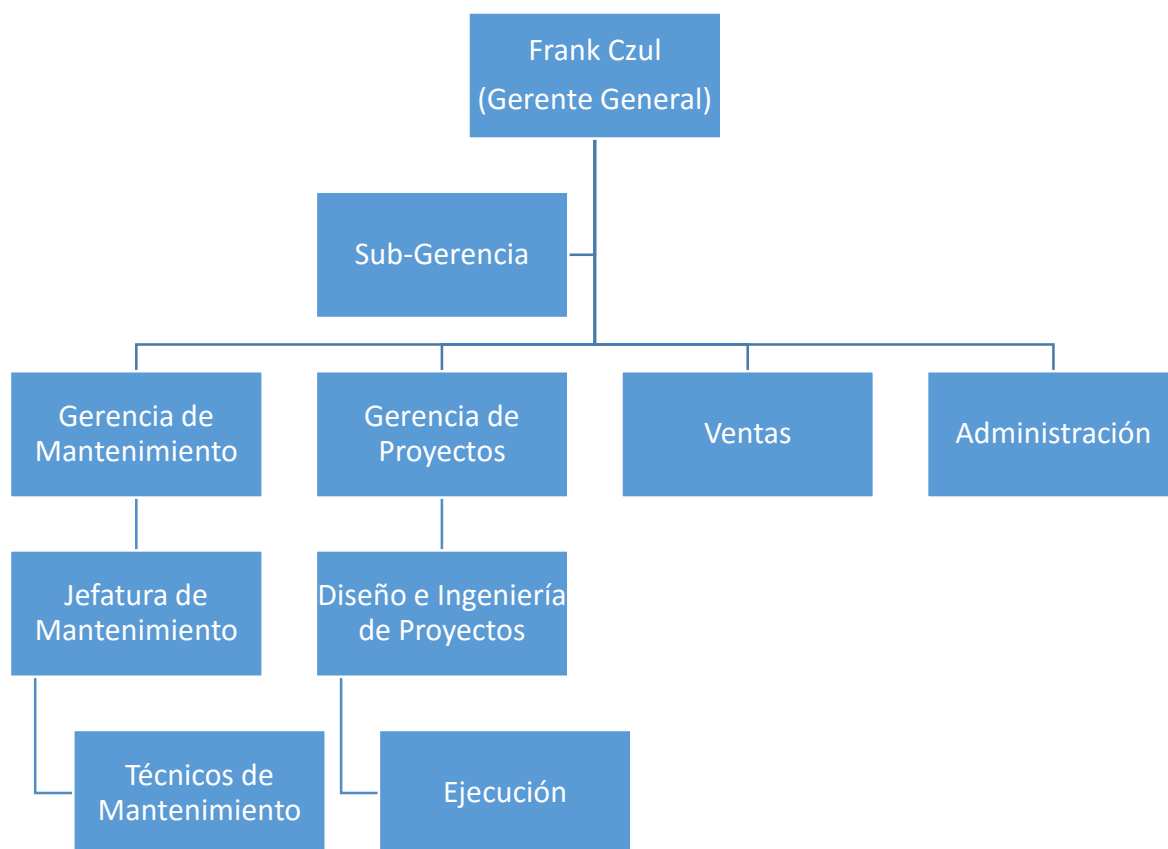 Frank Czul
(Gerente General)
Sub-Gerencia
Gerencia de
Mantenimiento
Gerencia de
Proyectos
Ventas
Administración
Jefatura de
Mantenimiento
Diseño e Ingeniería
de Proyectos
Técnicos de
Mantenimiento
Ejecución